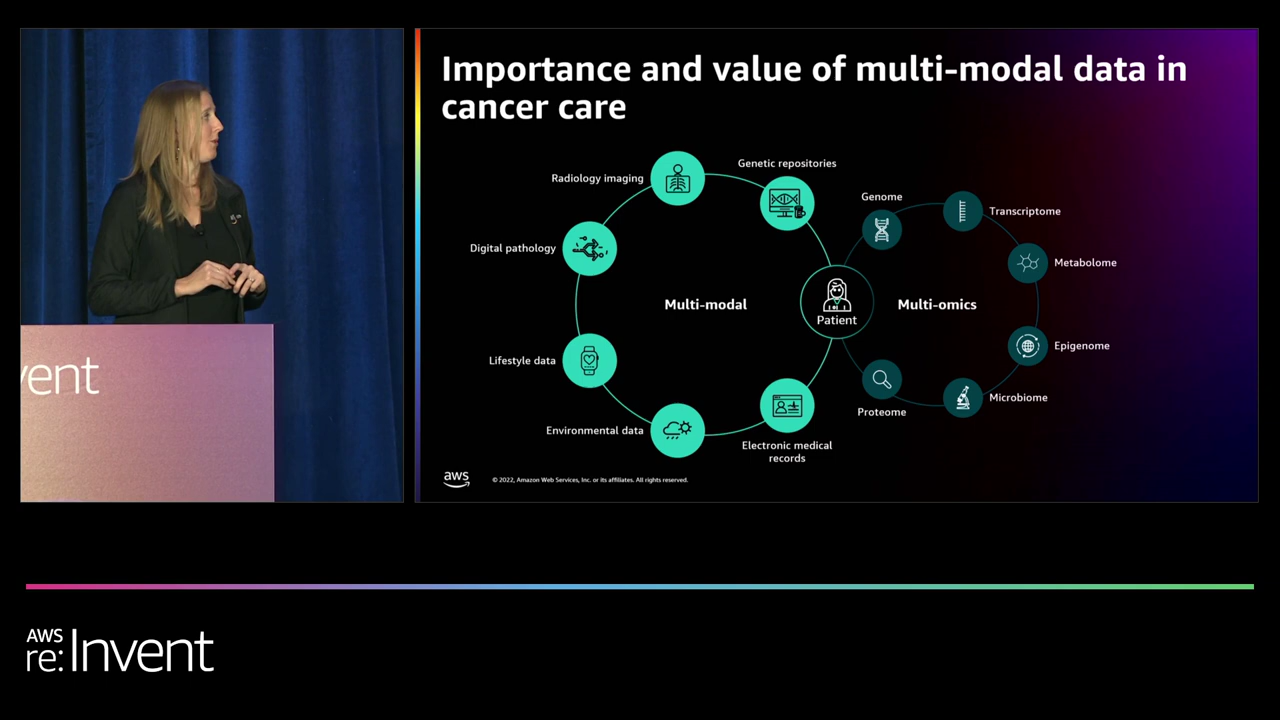 Importance and value of multi-modal data in
cancer care
Radiology imaging
Genetic repositories
Digital pathology
Multi-modal
Lifestyle data
Environmental data
Electronic medical
records
Patient
Genome
Transcriptome
Metabolome
Multi-omics
Epigenome
Microbiome
Proteome
aws
© 2022, Amazon Web Services, Inc. or its affiliates. All rights reserved.
vent
AWS
re:Invent